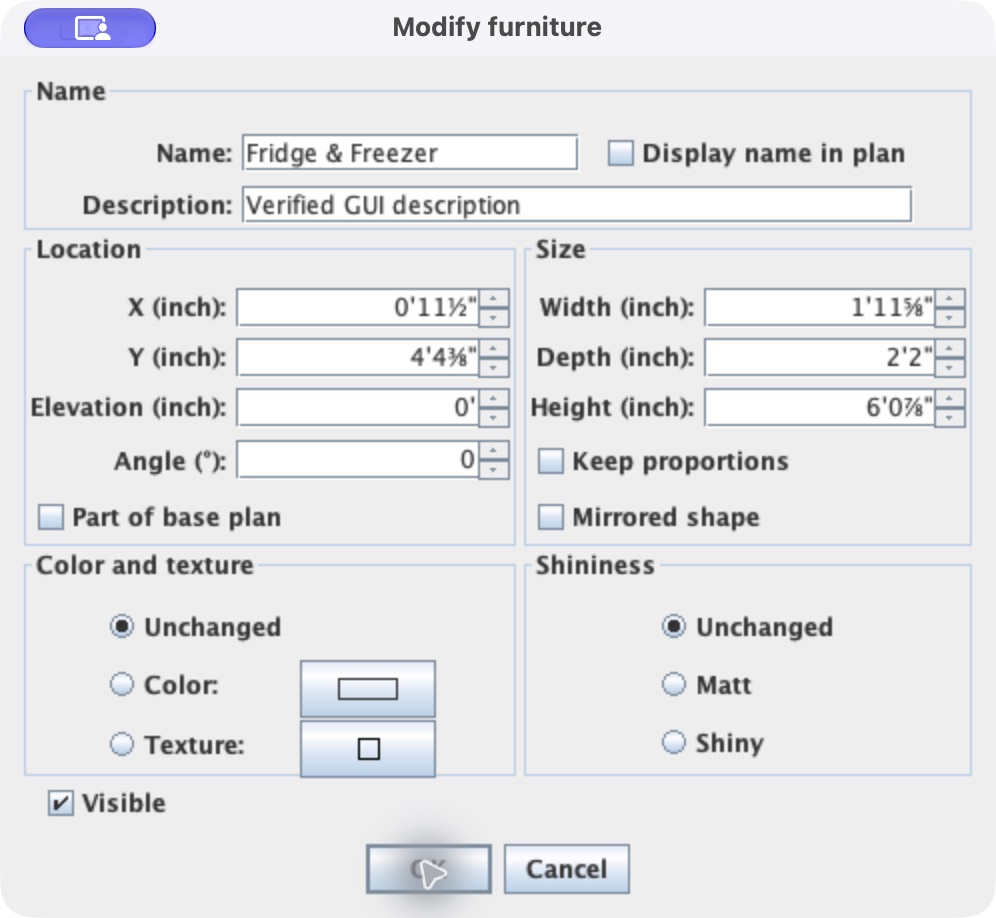 Modify furniture
Name
Name: Fridge & Freezer Display name in plan
Description: Verified GUI description
Location
X (inch): 0'11½"
Y (inch): 4'4⅜"
Elevation (inch): 0'
Angle (°): 0
Part of base plan
Size
Width (inch): 1'11⅝"
Depth (inch): 2'2"
Height (inch): 6'0⅞"
Keep proportions
Mirrored shape
Color and texture
Unchanged
Color:
Texture:
Shininess
Unchanged
Matt
Shiny
Visible
Cancel